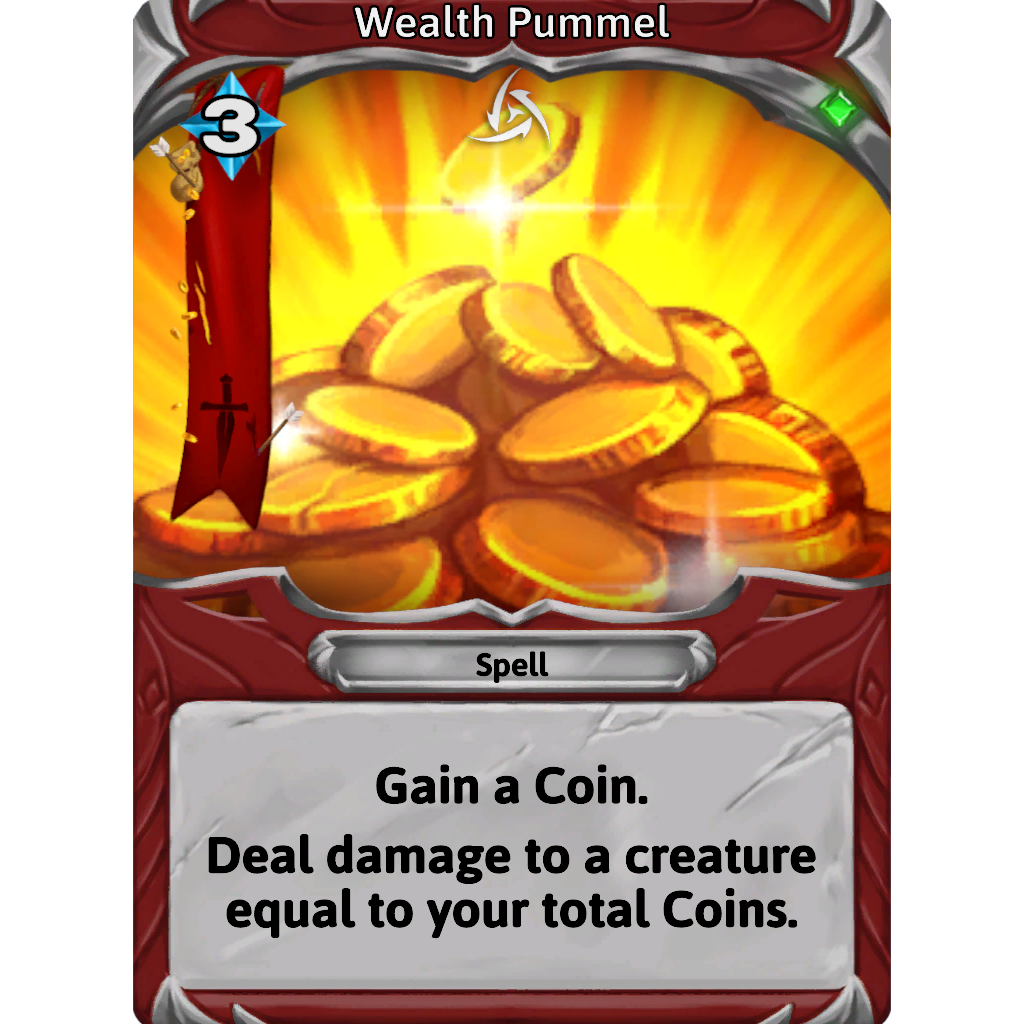 Wealth Pummel
3
Spell
Gain a Coin.
Deal damage to a creature
equal to your total Coins.